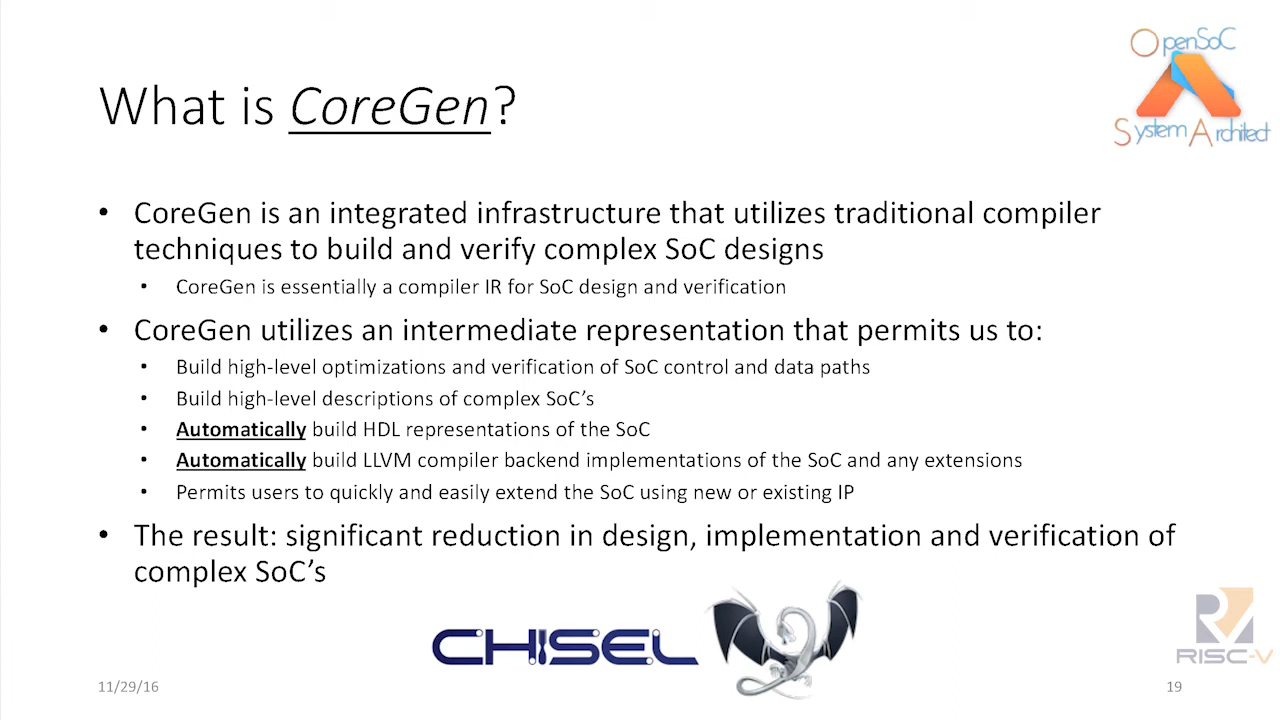 OpenSoC
System Architect
What is CoreGen?
• CoreGen is an integrated infrastructure that utilizes traditional compiler
techniques to build and verify complex SoC designs
• CoreGen is essentially a compiler IR for SoC design and verification
• CoreGen utilizes an intermediate representation that permits us to:
• Build high-level optimizations and verification of SoC control and data paths
• Build high-level descriptions of complex SoC’s
• Automatically build HDL representations of the SoC
• Automatically build LLVM compiler backend implementations of the SoC and any extensions
• Permits users to quickly and easily extend the SoC using new or existing IP
• The result: significant reduction in design, implementation and verification of
complex SoC’s
CHISEL
RISC-V
11/29/16
19